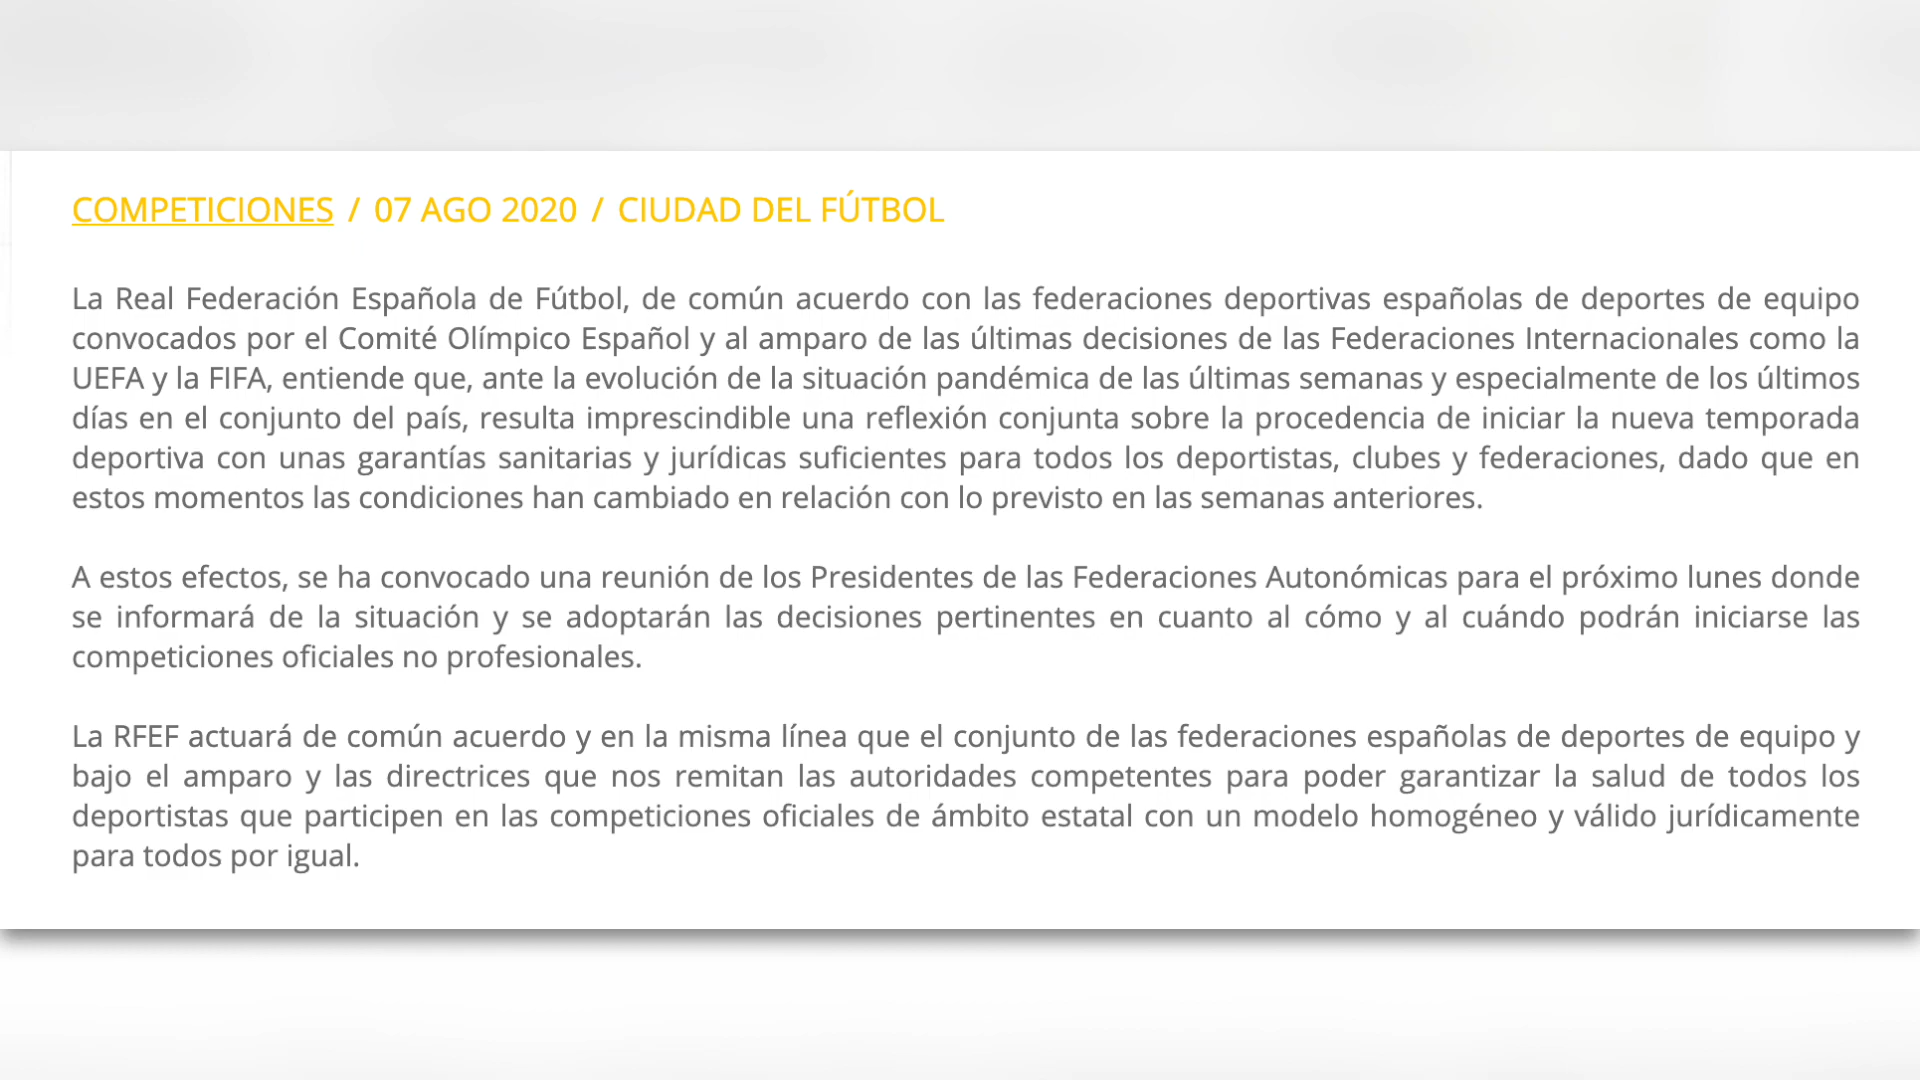 COMPETICIONES / 07 AGO 2020 / CIUDAD DEL FÚTBOL
La Real Federación Española de Fútbol, de común acuerdo con las federaciones deportivas españolas de deportes de equipo
convocados por el Comité Olímpico Español y al amparo de las últimas decisiones de las Federaciones Internacionales como la
UEFA y la FIFA, entiende que, ante la evolución de la situación pandémica de las últimas semanas y especialmente de los últimos
días en el conjunto del país, resulta imprescindible una reflexión conjunta sobre la procedencia de iniciar la nueva temporada
deportiva con unas garantías sanitarias y jurídicas suficientes para todos los deportistas, clubes y federaciones, dado que en
estos momentos las condiciones han cambiado en relación con lo previsto en las semanas anteriores.
A estos efectos, se ha convocado una reunión de los Presidentes de las Federaciones Autonómicas para el próximo lunes donde
se informará de la situación y se adoptarán las decisiones pertinentes en cuanto al cómo y al cuándo podrán iniciarse las
competiciones oficiales no profesionales.
La RFEF actuará de común acuerdo y en la misma línea que el conjunto de las federaciones españolas de deportes de equipo y
bajo el amparo y las directrices que nos remitan las autoridades competentes para poder garantizar la salud de todos los
deportistas que participen en las competiciones oficiales de ámbito estatal con un modelo homogéneo y válido jurídicamente
para todos por igual.